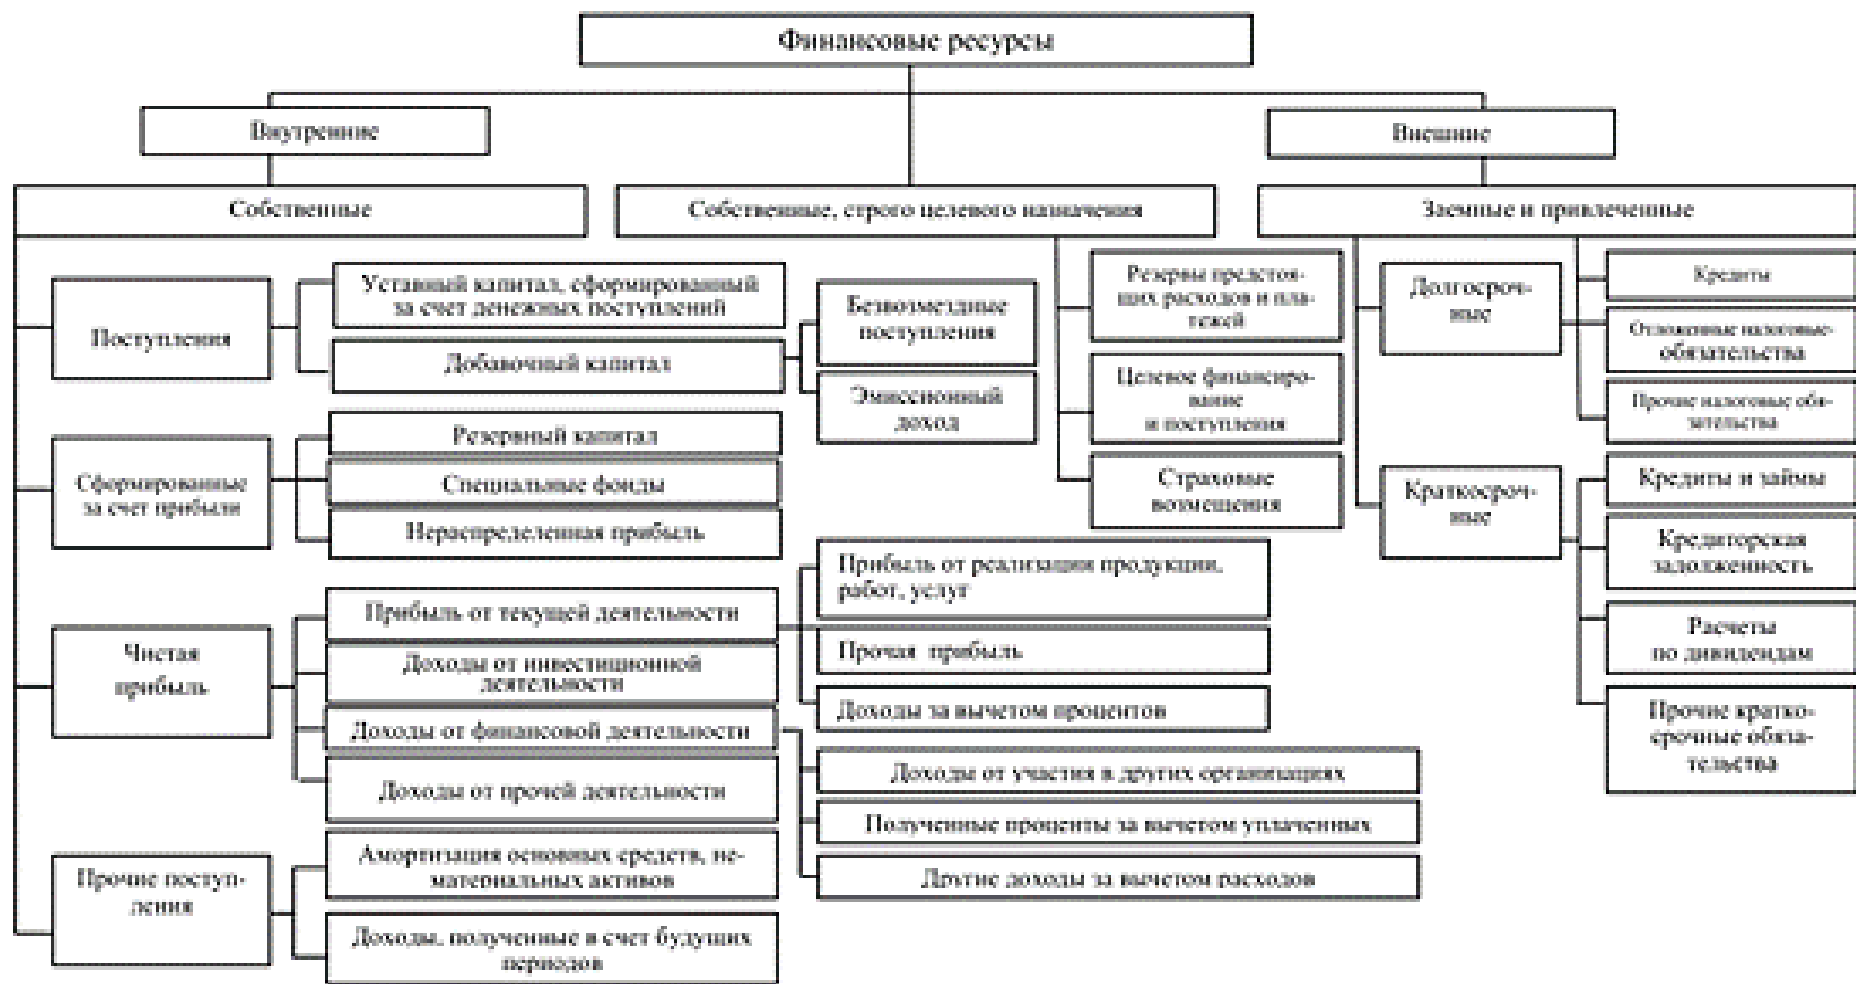 Финансовые ресурсы
Внутренние
Внешние
Собственные
Собственные, строго целевого назначения
Заемные и привлеченные
Поступления
Уставный капитал, сформированный
за счет денежных поступлений
Добавочный капитал
Безвозмездные
поступления
Эмиссионный
доход
Сформированные
за счет прибыли
Резервный капитал
Специальные фонды
Нераспределенная прибыль
Чистая
прибыль
Прибыль от текущей деятельности
Доходы от инвестиционной
деятельности
Доходы от финансовой деятельности
Доходы от прочей деятельности
Прибыль от реализации продукции,
работ, услуг
Прочая прибыль
Доходы за вычетом процентов
Доходы от участия в других организациях
Полученные проценты за вычетом уплаченных
Другие доходы за вычетом расходов
Прочие поступ-
ления
Амортизация основных средств, не-
материальных активов
Доходы, полученные в счет будущих
периодов
Резервы предстоя-
щих расходов и пла-
тежей
Целевое финансиро-
вание
и поступления
Страховые
возмещения
Долгосроч-
ные
Кредиты
Отложенные налоговые-
обязательства
Прочие налоговые обя-
зательства
Краткосроч-
ные
Кредиты и займы
Кредиторская
задолженность
Расчеты
по дивидендам
Прочие кратко-
срочные обяза-
тельства